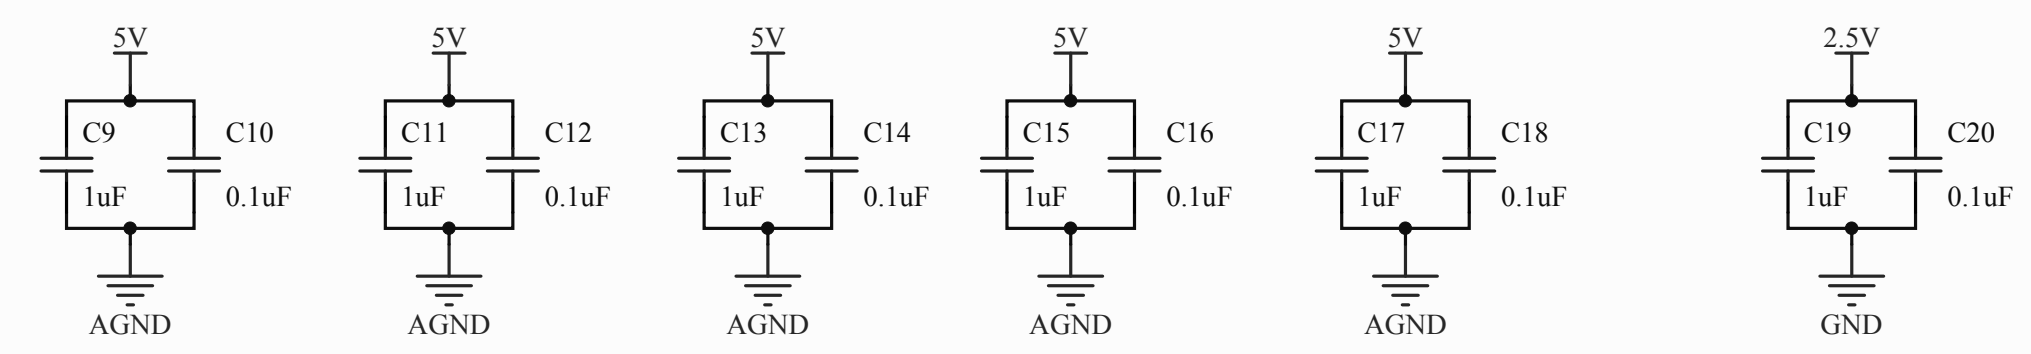 5V 5V 5V 5V 5V 2.5V
C9 C10 C11 C12 C13 C14 C15 C16 C17 C18 C19 C20
1uF 0.1uF 1uF 0.1uF 1uF 0.1uF 1uF 0.1uF 1uF 0.1uF 1uF 0.1uF
AGND AGND AGND AGND AGND GND